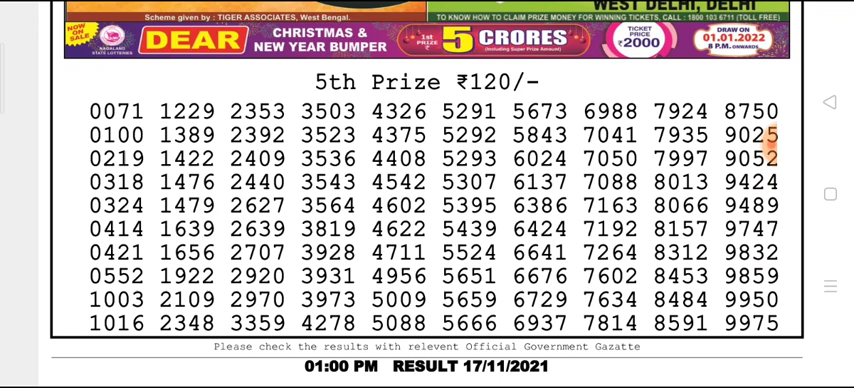 WEST DELHI, DELHI
Scheme given by : TIGER ASSOCIATES, West Bengal.
TO KNOW HOW TO CLAIM PRIZE MONEY FOR WINNING TICKETS, CALL : 1800 103 6711 (TOLL FREE)
NOW ON SALE
NAGALAND STATE LOTTERIES
DEAR
CHRISTMAS &
NEW YEAR BUMPER
1st PRIZE
₹5 CRORES
(Including Super Prize Amount)
TICKET PRICE
₹2000
DRAW ON
01.01.2022
8 P.M. ONWARDS
5th Prize ₹120/-
0071 1229 2353 3503 4326 5291 5673 6988 7924 8750
0100 1389 2392 3523 4375 5292 5843 7041 7935 9025
0219 1422 2409 3536 4408 5293 6024 7050 7997 9052
0318 1476 2440 3543 4542 5307 6137 7088 8013 9424
0324 1479 2627 3564 4602 5395 6386 7163 8066 9489
0414 1639 2639 3819 4622 5439 6424 7192 8157 9747
0421 1656 2707 3928 4711 5524 6641 7264 8312 9832
0552 1922 2920 3931 4956 5651 6676 7602 8453 9859
1003 2109 2970 3973 5009 5659 6729 7634 8484 9950
1016 2348 3359 4278 5088 5666 6937 7814 8591 9975
Please check the results with relevent Official Government Gazatte
01:00 PM RESULT 17/11/2021